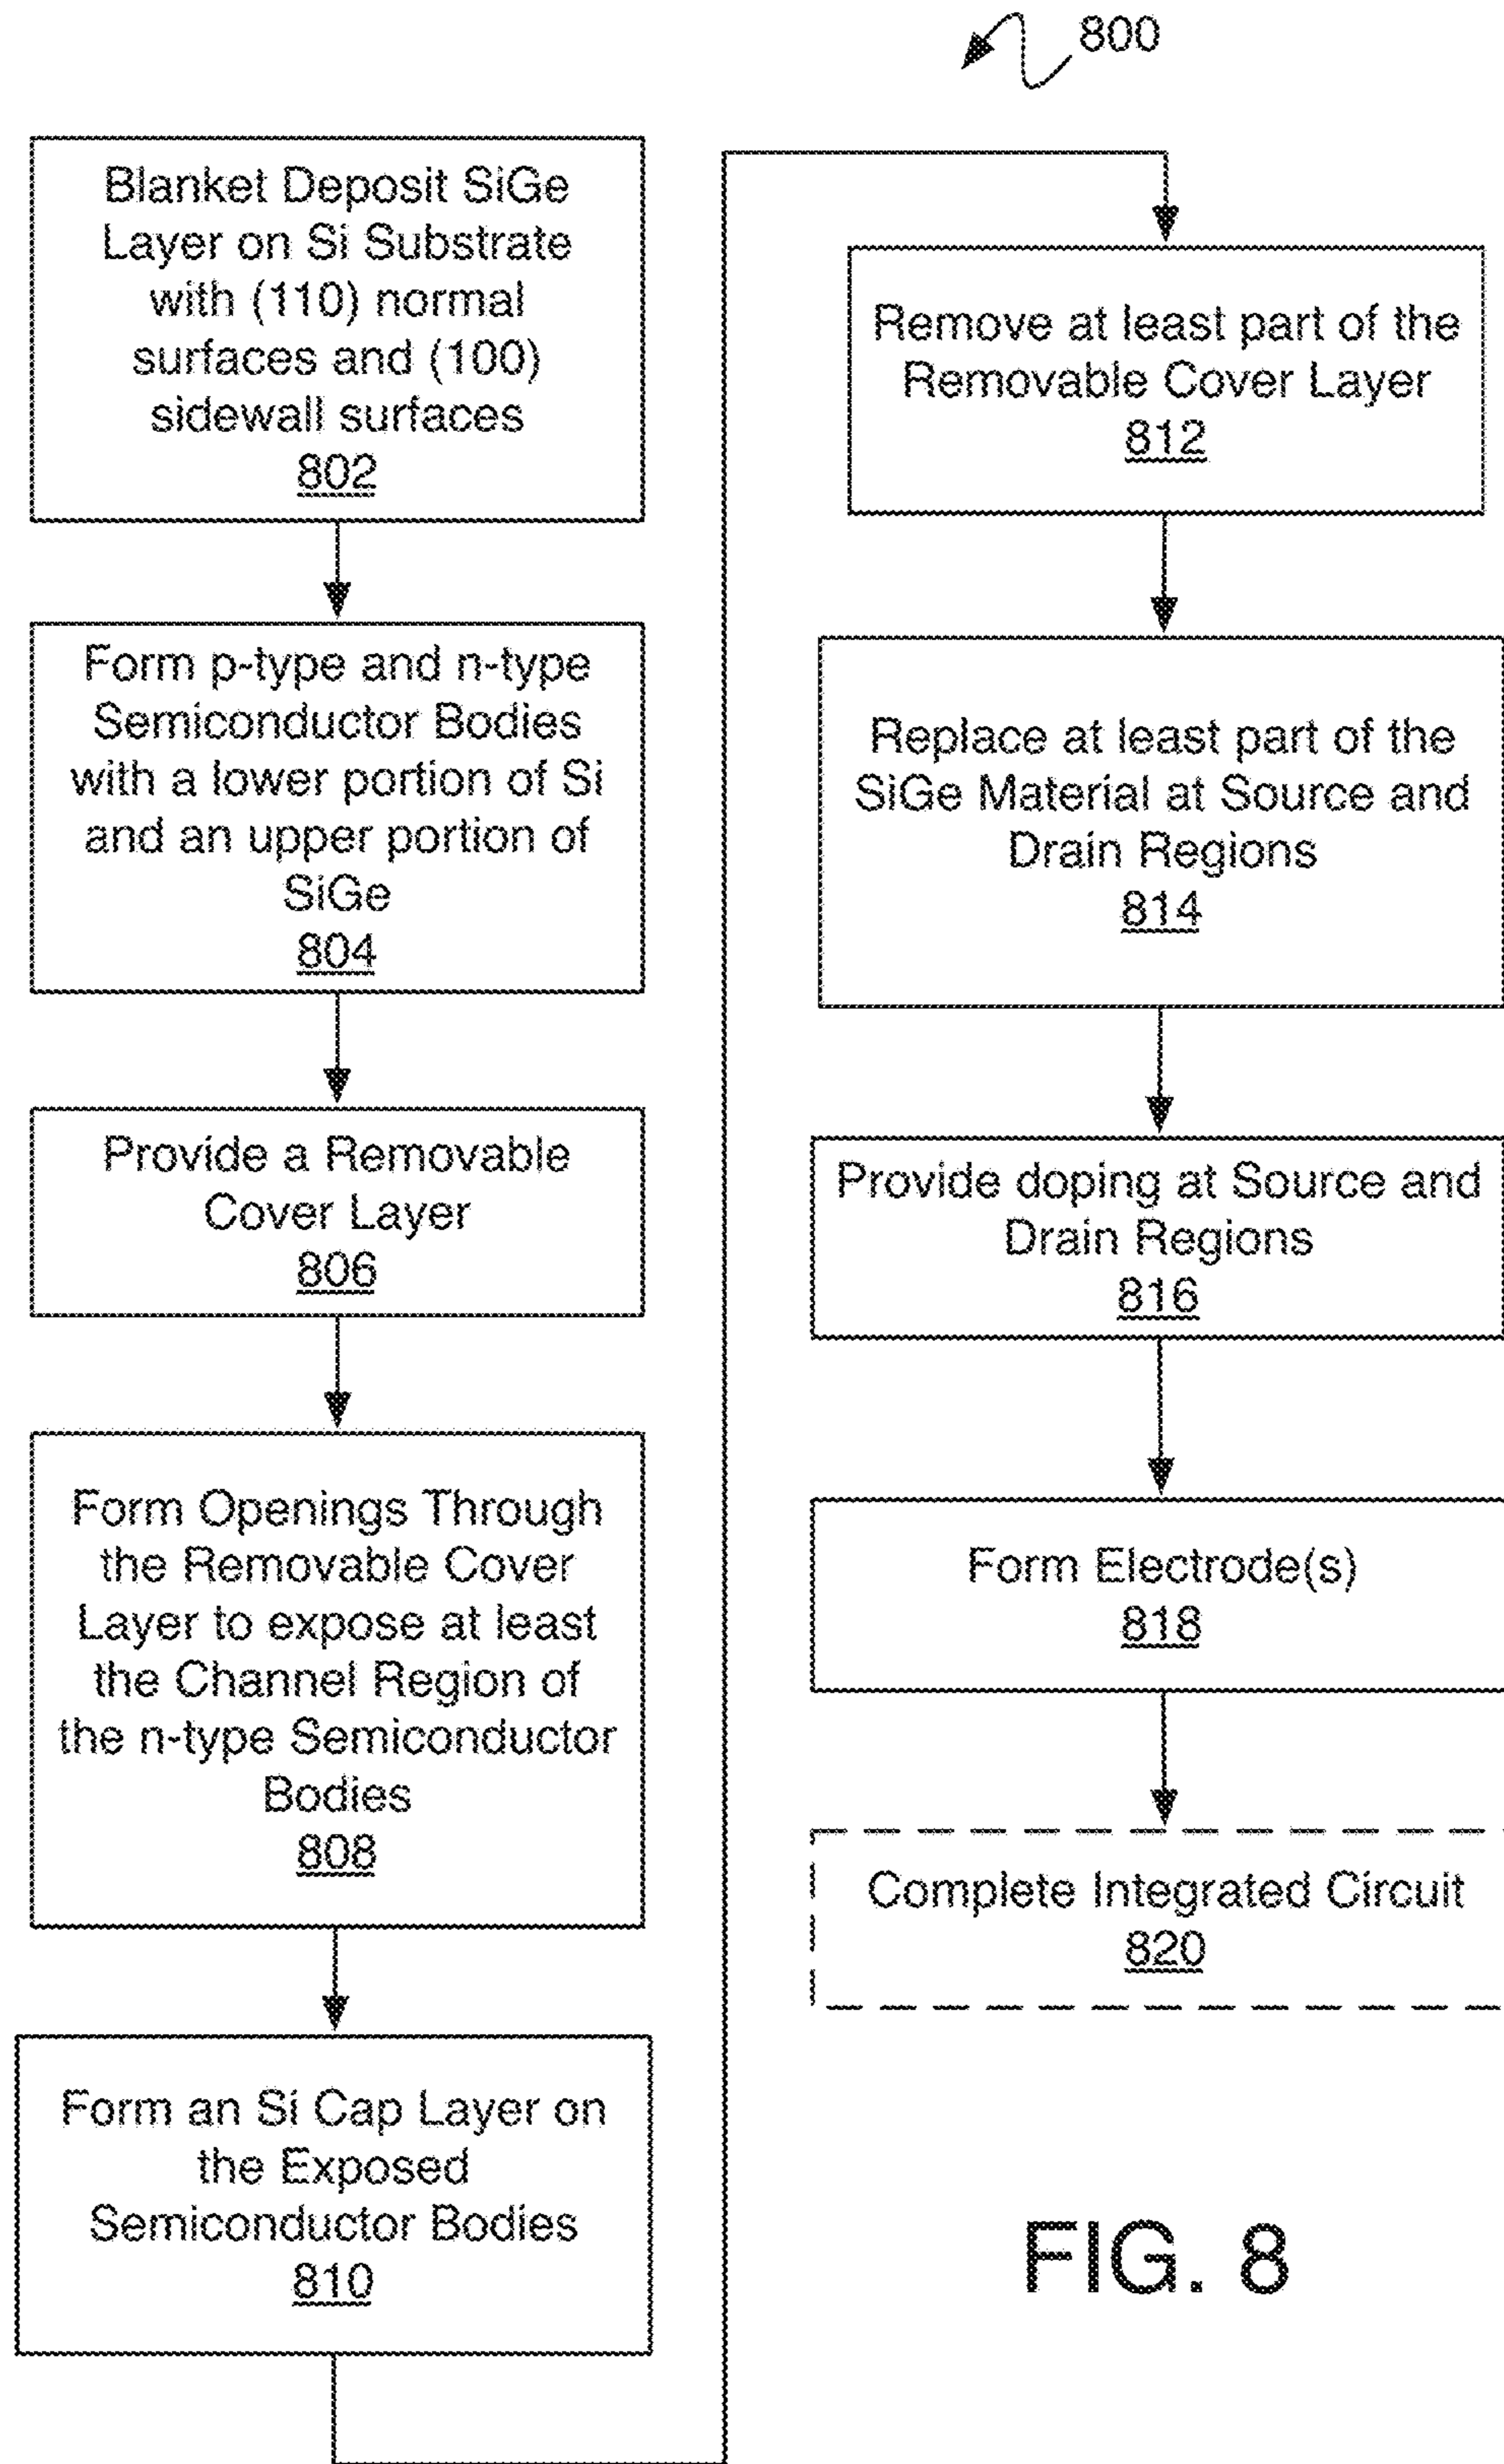 800
Blanket Deposit SiGe
Layer on Si Substrate
with (110) normal
surfaces and (100)
sidewall surfaces
802
Form p-type and n-type
Semiconductor Bodies
with a lower portion of Si
and an upper portion of
SiGe
804
Provide a Removable
Cover Layer
806
Form Openings Through
the Removable Cover
Layer to expose at least
the Channel Region of
the n-type Semiconductor
Bodies
808
Form an Si Cap Layer on
the Exposed
Semiconductor Bodies
810
Remove at least part of the
Removable Cover Layer
812
Replace at least part of the
SiGe Material at Source and
Drain Regions
814
Provide doping at Source and
Drain Regions
816
Form Electrode(s)
818
Complete Integrated Circuit
820
FIG. 8